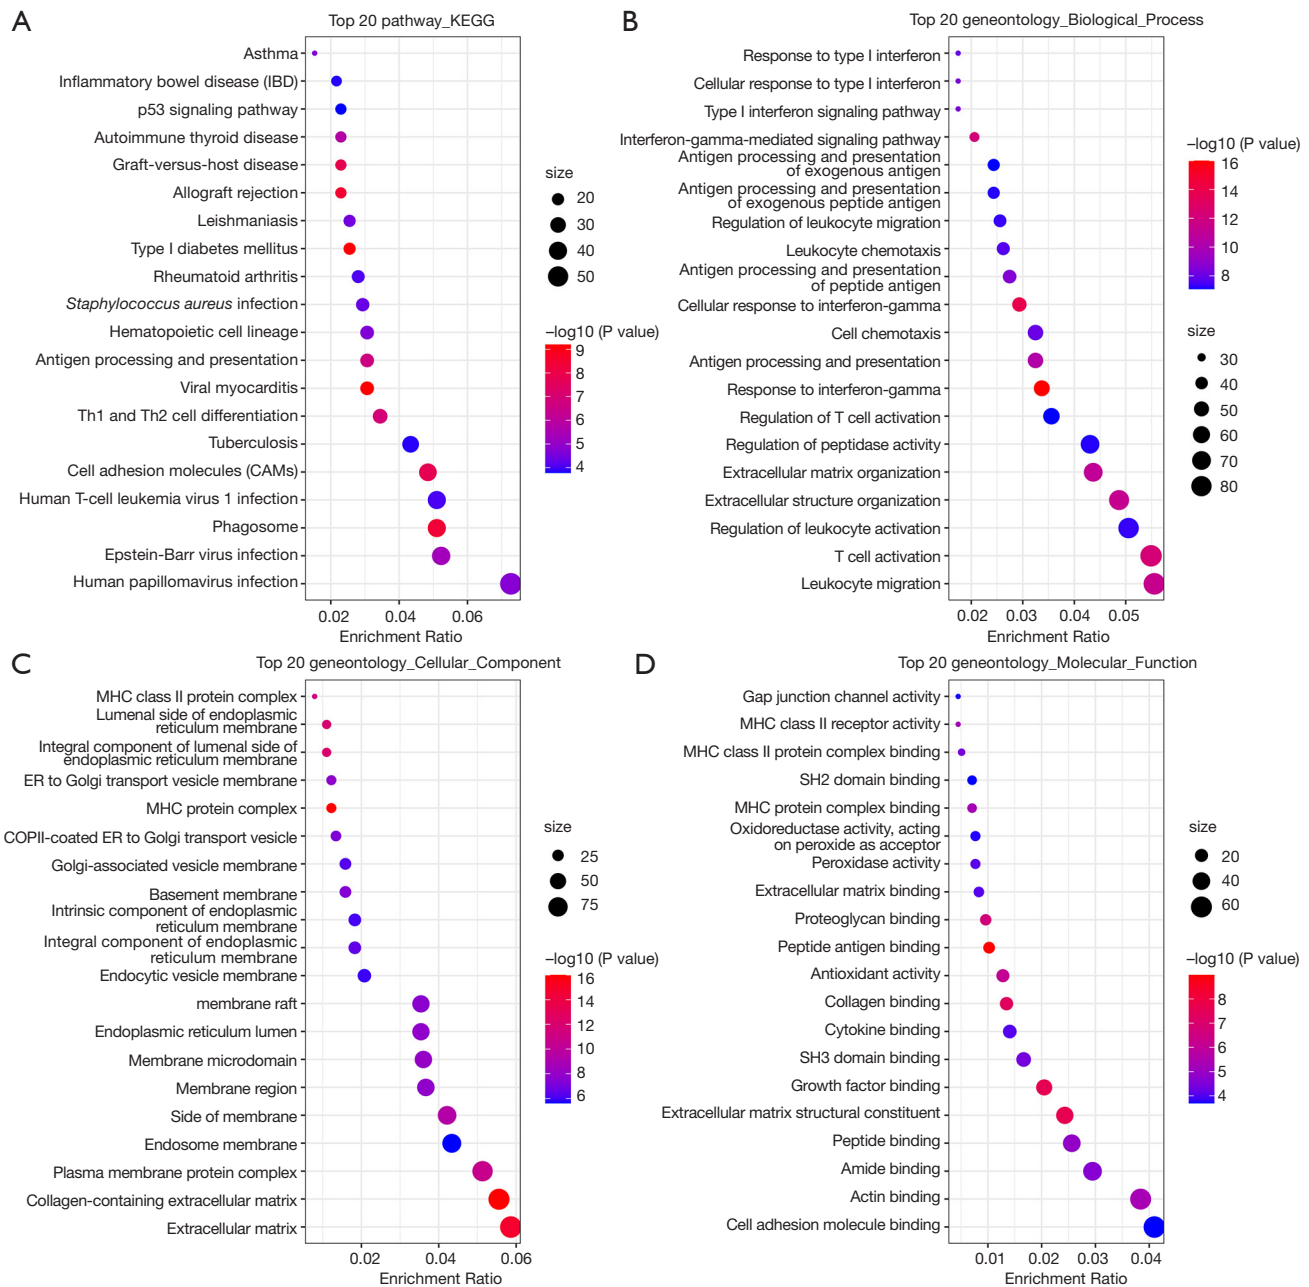 A
Top 20 pathway_KEGG
Asthma
Inflammatory bowel disease (IBD)
p53 signaling pathway
Autoimmune thyroid disease
Graft-versus-host disease
Allograft rejection
Leishmaniasis
Type I diabetes mellitus
Rheumatoid arthritis
Staphylococcus aureus infection
Hematopoietic cell lineage
Antigen processing and presentation
Viral myocarditis
Th1 and Th2 cell differentiation
Tuberculosis
Cell adhesion molecules (CAMs)
Human T-cell leukemia virus 1 infection
Phagosome
Epstein-Barr virus infection
Human papillomavirus infection
0.02 0.04 0.06
Enrichment Ratio
size
20
30
40
50
−log10 (P value)
9
8
7
6
5
4
B
Top 20 geneontology_Biological_Process
Response to type I interferon
Cellular response to type I interferon
Type I interferon signaling pathway
Interferon-gamma-mediated signaling pathway
Antigen processing and presentation
of exogenous antigen
Antigen processing and presentation
of exogenous peptide antigen
Regulation of leukocyte migration
Leukocyte chemotaxis
Antigen processing and presentation
of peptide antigen
Cellular response to interferon-gamma
Cell chemotaxis
Antigen processing and presentation
Response to interferon-gamma
Regulation of T cell activation
Regulation of peptidase activity
Extracellular matrix organization
Extracellular structure organization
Regulation of leukocyte activation
T cell activation
Leukocyte migration
0.02 0.03 0.04 0.05
Enrichment Ratio
−log10 (P value)
16
14
12
10
8
size
30
40
50
60
70
80
C
Top 20 geneontology_Cellular_Component
MHC class II protein complex
Lumenal side of endoplasmic
reticulum membrane
Integral component of lumenal side of
endoplasmic reticulum membrane
ER to Golgi transport vesicle membrane
MHC protein complex
COPII-coated ER to Golgi transport vesicle
Golgi-associated vesicle membrane
Basement membrane
Intrinsic component of endoplasmic
reticulum membrane
Integral component of endoplasmic
reticulum membrane
Endocytic vesicle membrane
membrane raft
Endoplasmic reticulum lumen
Membrane microdomain
Membrane region
Side of membrane
Endosome membrane
Plasma membrane protein complex
Collagen-containing extracellular matrix
Extracellular matrix
0.02 0.04 0.06
Enrichment Ratio
size
25
50
75
−log10 (P value)
16
14
12
10
8
6
D
Top 20 geneontology_Molecular_Function
Gap junction channel activity
MHC class II receptor activity
MHC class II protein complex binding
SH2 domain binding
MHC protein complex binding
Oxidoreductase activity, acting
on peroxide as acceptor
Peroxidase activity
Extracellular matrix binding
Proteoglycan binding
Peptide antigen binding
Antioxidant activity
Collagen binding
Cytokine binding
SH3 domain binding
Growth factor binding
Extracellular matrix structural constituent
Peptide binding
Amide binding
Actin binding
Cell adhesion molecule binding
0.01 0.02 0.03 0.04
Enrichment Ratio
size
20
40
60
−log10 (P value)
8
7
6
5
4